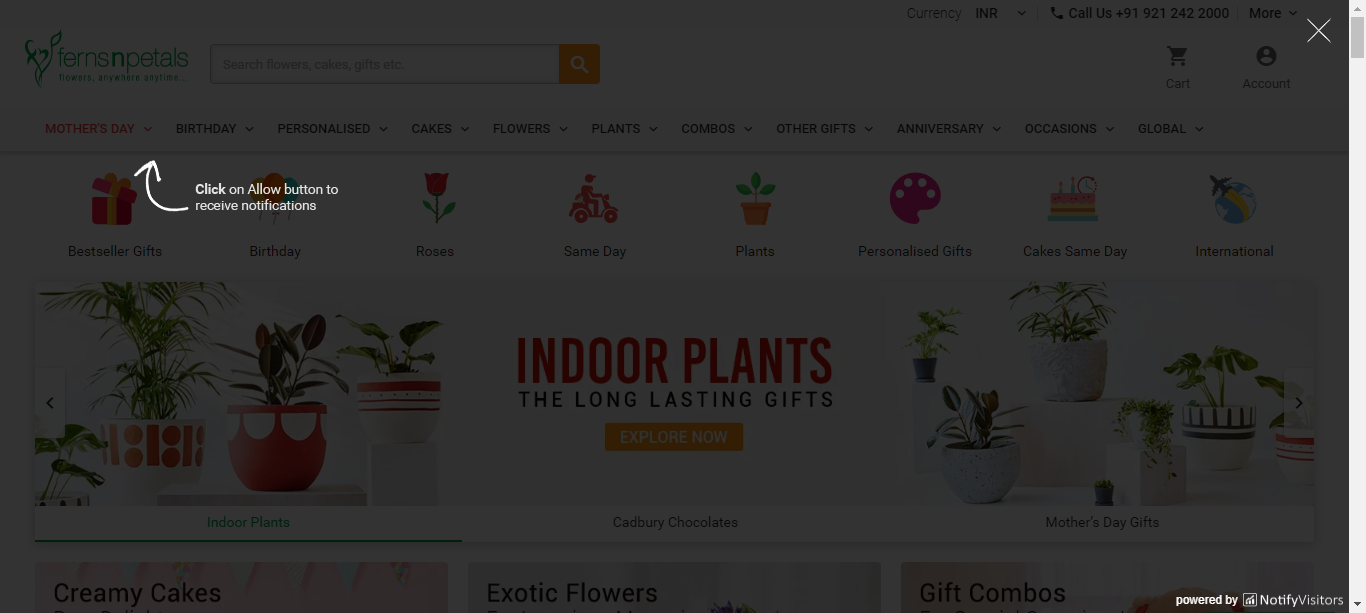 Currency INR Call Us +91 921 242 2000 More
fernsnpetals
flowers, anywhere anytime..
Search flowers, cakes, gifts etc.
Cart Account
MOTHER'S DAY BIRTHDAY PERSONALISED CAKES FLOWERS PLANTS COMBOS OTHER GIFTS ANNIVERSARY OCCASIONS GLOBAL
Click on Allow button to
receive notifications
Bestseller Gifts Birthday Roses Same Day Plants Personalised Gifts Cakes Same Day International
INDOOR PLANTS
THE LONG LASTING GIFTS
EXPLORE NOW
Indoor Plants Cadbury Chocolates Mother's Day Gifts
Creamy Cakes Exotic Flowers Gift Combos
powered by NotifyVisitors